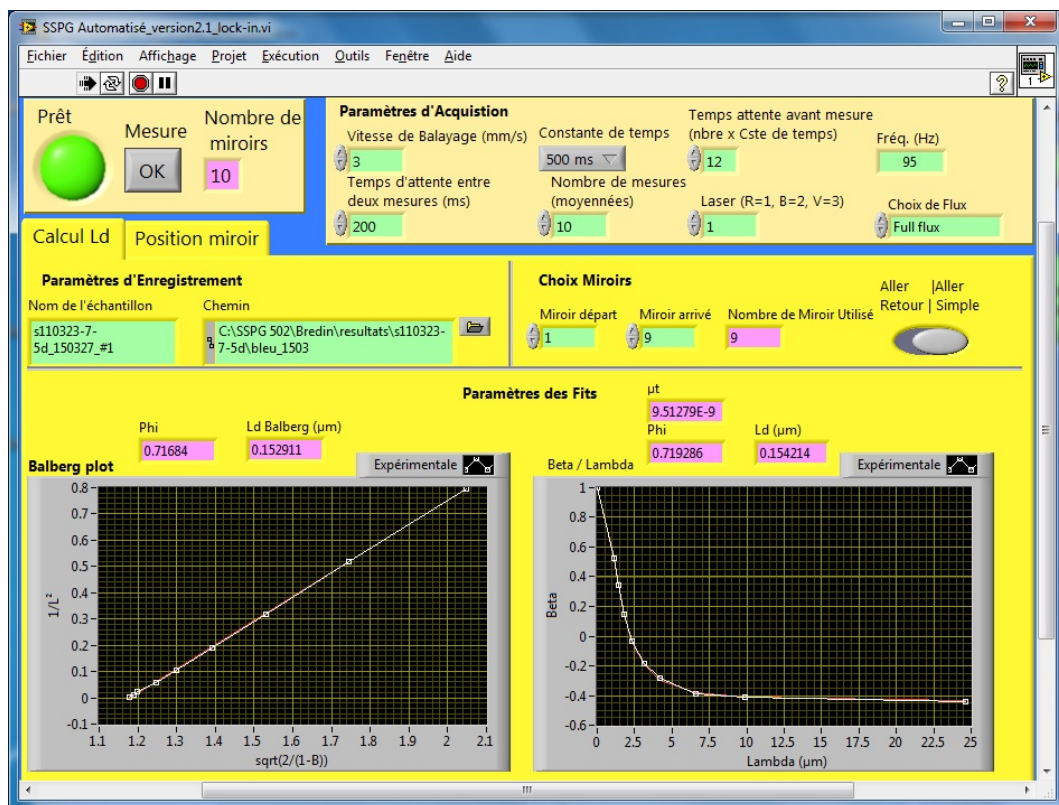 SSPG Automatisé_version2.1_lock-in.vi
Fichier Édition Affichage Projet Exécution Outils Fenêtre Aide
1
Prêt
Mesure
OK
Nombre de
miroirs
10
Paramètres d'Acquistion
Vitesse de Balayage (mm/s)
3
Constante de temps
500 ms
Temps attente avant mesure
(nbre x Cste de temps)
12
Fréq. (Hz)
95
Temps d'attente entre
deux mesures (ms)
200
Nombre de mesures
(moyennées)
10
Laser (R=1, B=2, V=3)
1
Choix de Flux
Full flux
Calcul Ld
Position miroir
Paramètres d'Enregistrement
Nom de l'échantillon
s110323-7-
5d_150327_#1
Chemin
C:\SSPG 502\Bredin\resultats\s110323-
7-5d\bleu_1503
Choix Miroirs
Miroir départ
1
Miroir arrivé
9
Nombre de Miroir Utilisé
9
Aller |Aller
Retour | Simple
Paramètres des Fits
Phi
0.71684
Ld Balberg (µm)
0.152911
µt
9.51279E-9
Phi
0.719286
Ld (µm)
0.154214
Balberg plot
Expérimentale
1/L²
0.8
0.6
0.5
0.4
0.3
0.2
0.1
0
-0.1
1.1 1.2 1.3 1.4 1.5 1.6 1.7 1.8 1.9 2 2.1
sqrt(2/(1-B))
Beta / Lambda
Expérimentale
Beta
1
0.8
0.6
0.4
0.2
0
-0.2
-0.4
-0.6
0 2.5 5 7.5 10 12.5 15 17.5 20 22.5 25
Lambda (µm)